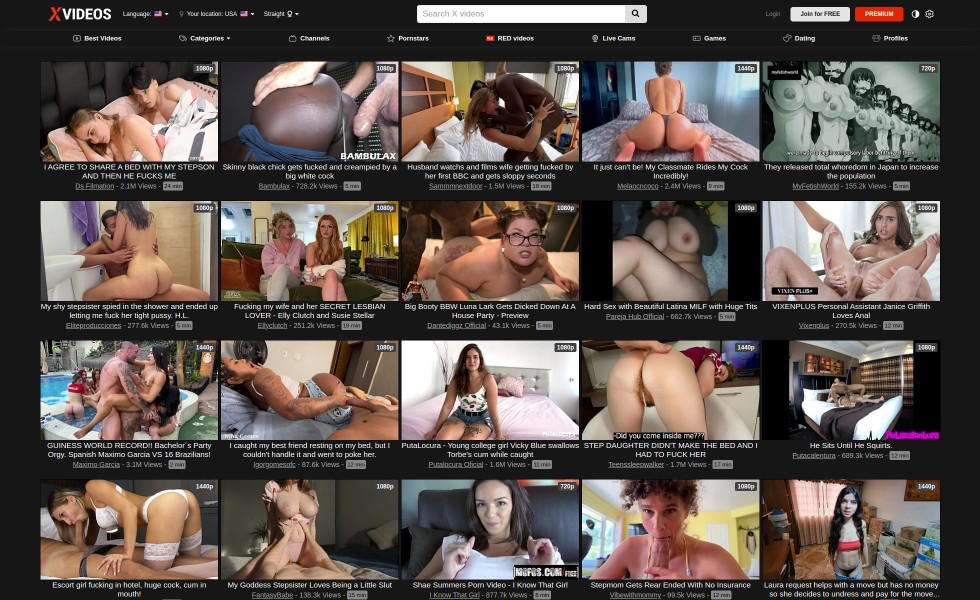 XVIDEOS
Language:
Your location: USA
Straight
Search X videos
Login
Join for FREE
PREMIUM
Best Videos
Categories
Channels
Pornstars
RED videos
Live Cams
Games
Dating
Profiles
1080p
1080p
1080p
1440p
720p
myfetishworld
BAMBULAX
I AGREE TO SHARE A BED WITH MY STEPSON
AND THEN HE FUCKS ME
Ds Filmation - 2.1M Views - 24 min
Skinny black chick gets fucked and creampied by a
big white cock
Bambulax - 728.2k Views - 5 min
Husband watchs and films wife getting fucked by
her first BBC and gets sloppy seconds
Sammmnextdoor - 1.5M Views - 18 min
It just can't be! My Classmate Rides My Cock
Incredibly!
Melaocnoco - 2.4M Views - 9 min
They released total whoredom in Japan to increase
the population
MyFetishWorld - 155.2k Views - 5 min
1080p
1080p
1080p
1080p
1080p
VIXEN PLUS+
My shy stepsister spied in the shower and ended up
letting me fuck her tight pussy. H.L.
Eliteproducciones - 277.6k Views - 5 min
Fucking my wife and her SECRET LESBIAN
LOVER - Elly Clutch and Susie Stellar
Ellyclutch - 251.2k Views - 19 min
Big Booty BBW Luna Lark Gets Dicked Down At A
House Party - Preview
Dantediggz Official - 43.1k Views - 5 min
Hard Sex with Beautiful Latina MILF with Huge Tits
Pareja Hub Official - 662.7k Views - 5 min
VIXENPLUS Personal Assistant Janice Griffith
Loves Anal
Vixenplus - 270.5k Views - 12 min
1440p
1080p
1080p
1440p
1080p
Did you come inside me???
GUINESS WORLD RECORD!! Bachelor´s Party
Orgy. Spanish Maximo Garcia VS 16 Brazilians!
Maximo Garcia - 3.1M Views - 2 min
I caught my best friend resting on my bed, but I
couldn't handle it and went to poke her.
Igorgomesofc - 87.6k Views - 12 min
PutaLocura - Young college girl Vicky Blue swallows
Torbe's cum while caught
Putalocura Oficial - 1.6M Views - 11 min
STEP DAUGHTER DIDN'T MAKE THE BED AND I
HAD TO FUCK HER
Teenssleepwalker - 1.7M Views - 17 min
He Sits Until He Squirts.
Putacalentura - 689.3k Views - 12 min
1440p
1080p
720p
1080p
1440p
MOFOS.COM FREE
Escort girl fucking in hotel, huge cock, cum in
mouth!
My Goddess Stepsister Loves Being a Little Slut
FantasyBabe - 138.3k Views - 15 min
Shae Summers Porn Video - I Know That Girl
I Know That Girl - 877.7k Views - 8 min
Stepmom Gets Rear Ended With No Insurance
Vibewithmommy - 99.5k Views - 12 min
Laura request helps with a move but has no money
so she decides to undress and pay for the move...